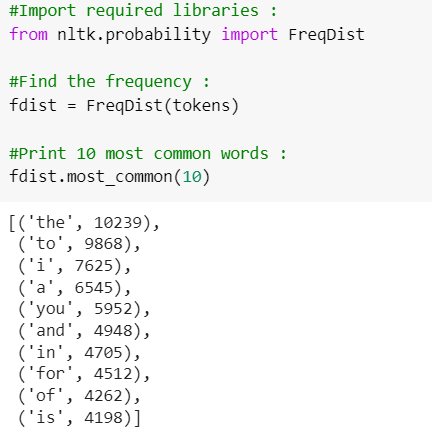 #Import required libraries :
from nltk.probability import FreqDist
#Find the frequency :
fdist = FreqDist(tokens)
#Print 10 most common words :
fdist.most_common(10)
[('the', 10239),
('to', 9868),
('i', 7625),
('a', 6545),
('you', 5952),
('and', 4948),
('in', 4705),
('for', 4512),
('of', 4262),
('is', 4198)]